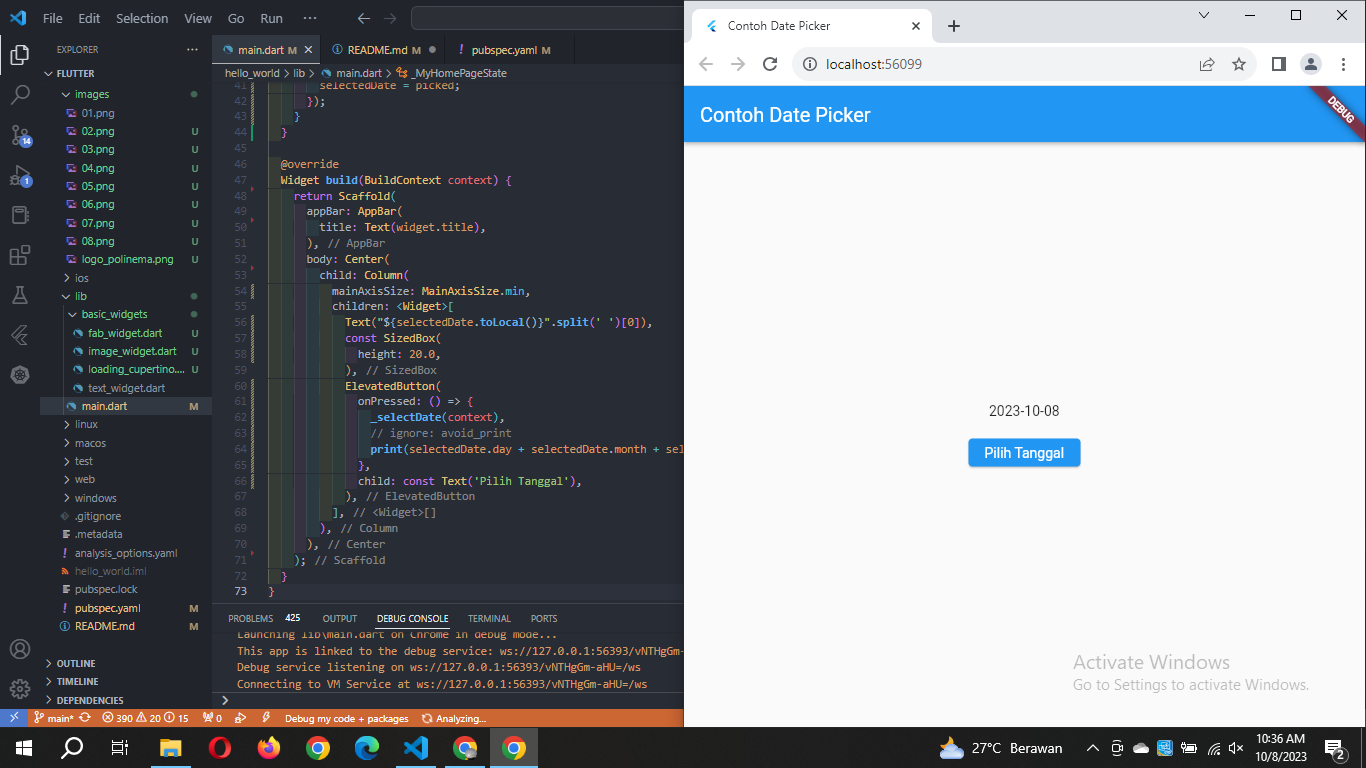 File Edit Selection View Go Run ···
EXPLORER
FLUTTER
images
01.png
02.png U
03.png U
04.png U
05.png U
06.png U
07.png U
08.png U
logo_polinema.png U
ios
lib
basic_widgets
fab_widget.dart U
image_widget.dart U
loading_cupertino.... U
text_widget.dart
main.dart M
linux
macos
test
web
windows
.gitignore
.metadata
analysis_options.yaml
hello_world.iml
pubspec.lock
pubspec.yaml M
README.md M
OUTLINE
TIMELINE
DEPENDENCIES
14
1
main.dart M
README.md M
pubspec.yaml M
hello_world > lib > main.dart > _MyHomePageState
41 selectedDate = picked;
42 });
43 }
44 }
45
46 @override
47 Widget build(BuildContext context) {
48 return Scaffold(
49 appBar: AppBar(
50 title: Text(widget.title),
51 ), // AppBar
52 body: Center(
53 child: Column(
54 mainAxisSize: MainAxisSize.min,
55 children: <Widget>[
56 Text("${selectedDate.toLocal()}".split(' ')[0]),
57 const SizedBox(
58 height: 20.0,
59 ), // SizedBox
60 ElevatedButton(
61 onPressed: () => {
62 _selectDate(context),
63 // ignore: avoid_print
64 print(selectedDate.day + selectedDate.month + sel
65 },
66 child: const Text('Pilih Tanggal'),
67 ), // ElevatedButton
68 ], // <Widget>[]
69 ), // Column
70 ), // Center
71 ); // Scaffold
72 }
73 }
PROBLEMS 425 OUTPUT DEBUG CONSOLE TERMINAL PORTS
Launching lib\main.dart on Chrome in debug mode...
This app is linked to the debug service: ws://127.0.0.1:56393/vNTHgGm-
Debug service listening on ws://127.0.0.1:56393/vNTHgGm-aHU=/ws
Connecting to VM Service at ws://127.0.0.1:56393/vNTHgGm-aHU=/ws
main* 390 20 15 0 Debug my code + packages Analyzing...
Contoh Date Picker
localhost:56099
Contoh Date Picker
DEBUG
2023-10-08
Pilih Tanggal
Activate Windows
Go to Settings to activate Windows.
27°C Berawan
10:36 AM
10/8/2023
2